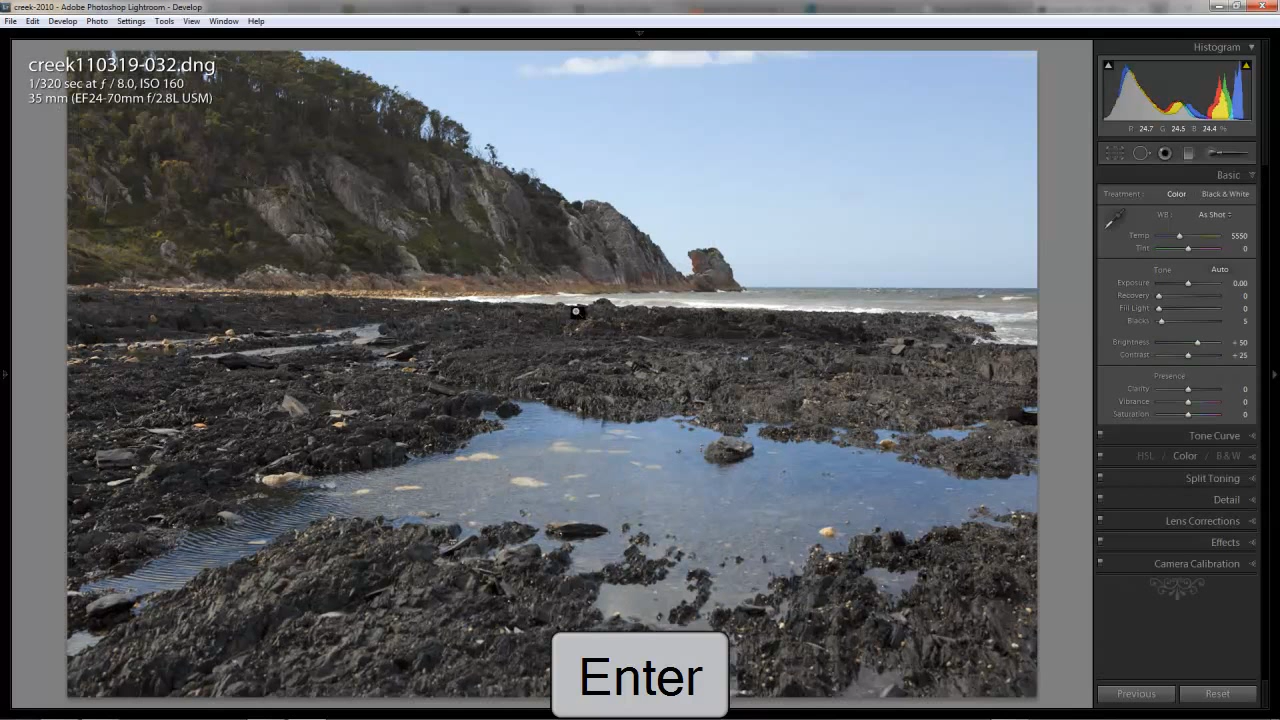 creek-2010 - Adobe Photoshop Lightroom - Develop
File Edit Develop Photo Settings Tools View Window Help
creek110319-032.dng
1/320 sec at ƒ / 8.0, ISO 160
35 mm (EF24-70mm f/2.8L USM)
Histogram
R 24.7 G 24.5 B 24.4 %
Basic
Treatment : Color Black & White
WB : As Shot
Temp 5550
Tint 0
Tone Auto
Exposure 0.00
Recovery 0
Fill Light 0
Blacks 5
Brightness + 50
Contrast + 25
Presence
Clarity 0
Vibrance 0
Saturation 0
Tone Curve
HSL / Color / B & W
Split Toning
Detail
Lens Corrections
Effects
Camera Calibration
Previous Reset
Enter